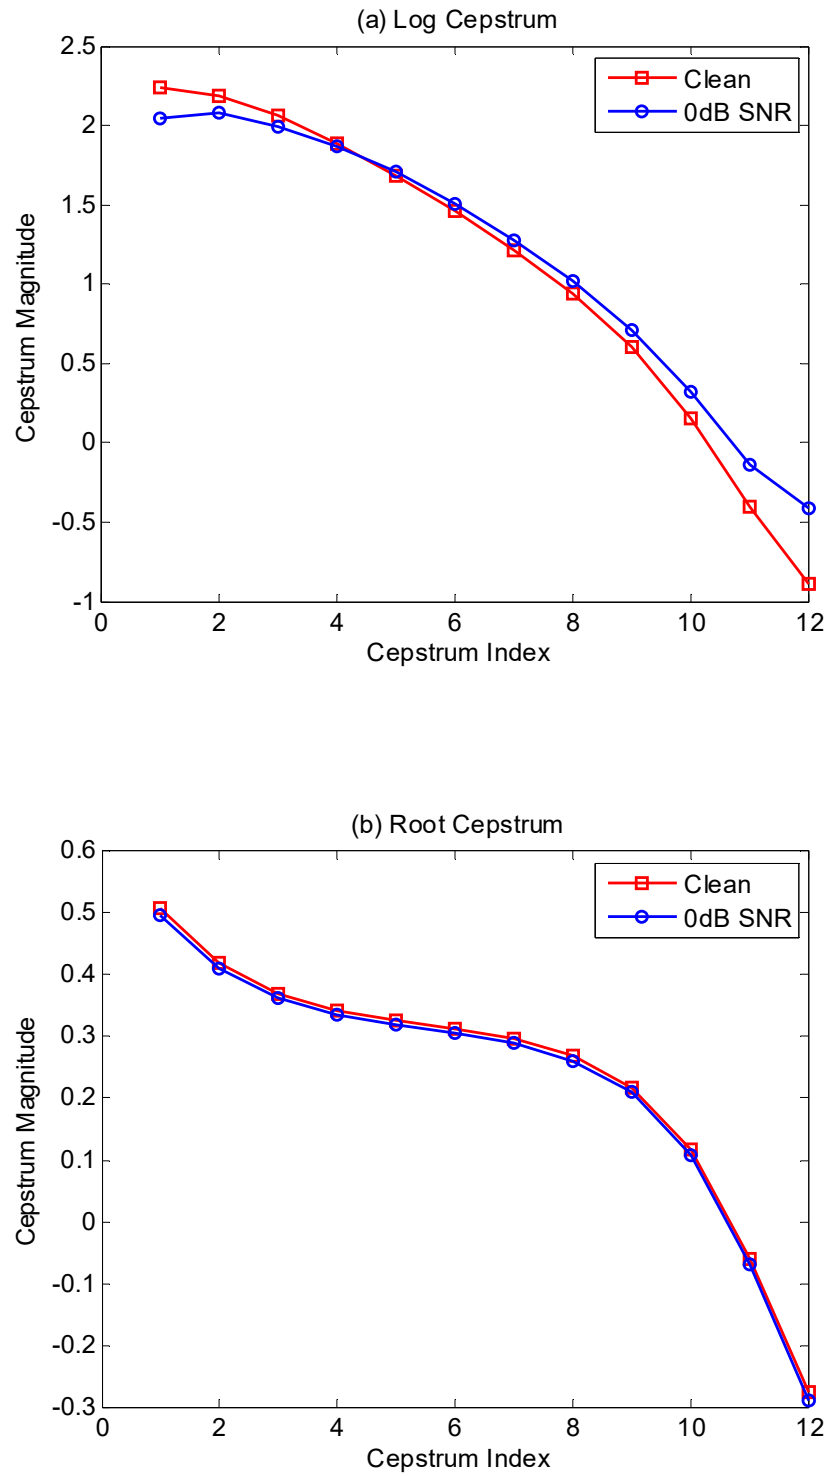 (a) Log Cepstrum
2.5
2
1.5
1
0.5
0
-0.5
-1
Cepstrum Magnitude
Clean
0dB SNR
0 2 4 6 8 10 12
Cepstrum Index
(b) Root Cepstrum
0.6
0.5
0.4
0.3
0.2
0.1
0
-0.1
-0.2
-0.3
Cepstrum Magnitude
Clean
0dB SNR
0 2 4 6 8 10 12
Cepstrum Index